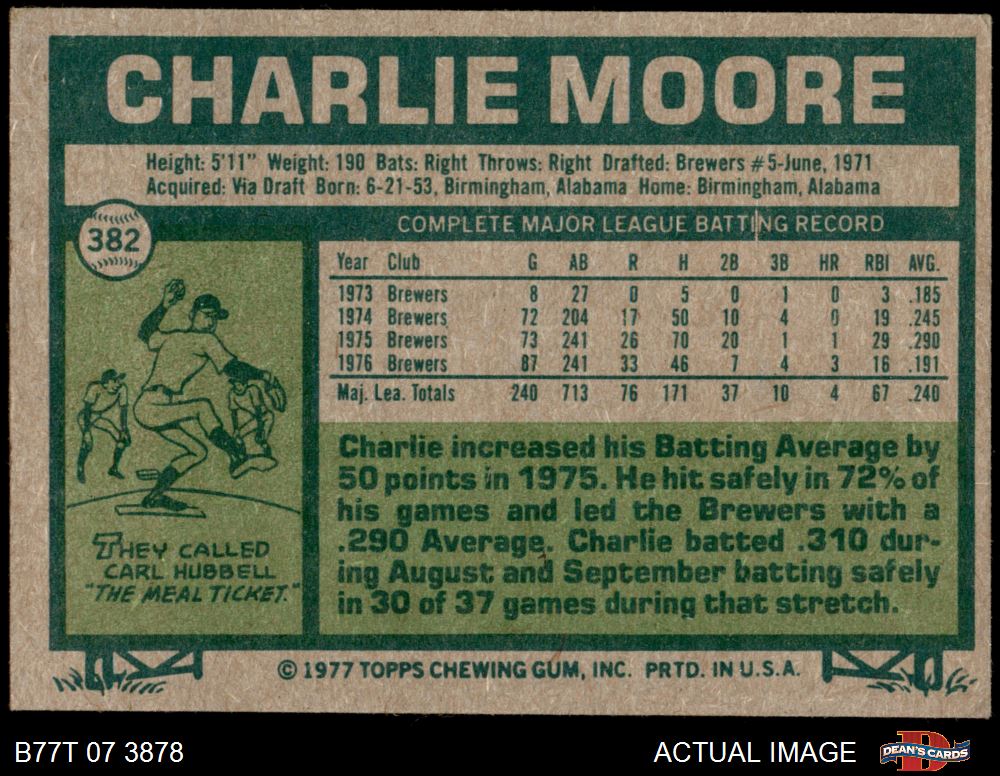 CHARLIE MOORE
Height: 5'11" Weight: 190 Bats: Right Throws: Right Drafted: Brewers #5-June, 1971
Acquired: Via Draft Born: 6-21-53, Birmingham, Alabama Home: Birmingham, Alabama
382
COMPLETE MAJOR LEAGUE BATTING RECORD
Year Club G AB R H 2B 3B HR RBI AVG.
1973 Brewers 8 27 0 5 0 1 0 3 .185
1974 Brewers 72 204 17 50 10 4 0 19 .245
1975 Brewers 73 241 26 70 20 1 1 29 .290
1976 Brewers 87 241 33 46 7 4 3 16 .191
Maj. Lea. Totals 240 713 76 171 37 10 4 67 .240
Charlie increased his Batting Average by
50 points in 1975. He hit safely in 72% of
his games and led the Brewers with a
.290 Average. Charlie batted .310 dur-
ing August and September batting safely
in 30 of 37 games during that stretch.
THEY CALLED
CARL HUBBELL
"THE MEAL TICKET."
© 1977 TOPPS CHEWING GUM, INC. PRTD. IN U.S.A.
B77T 07 3878
ACTUAL IMAGE
DEAN'S CARDS